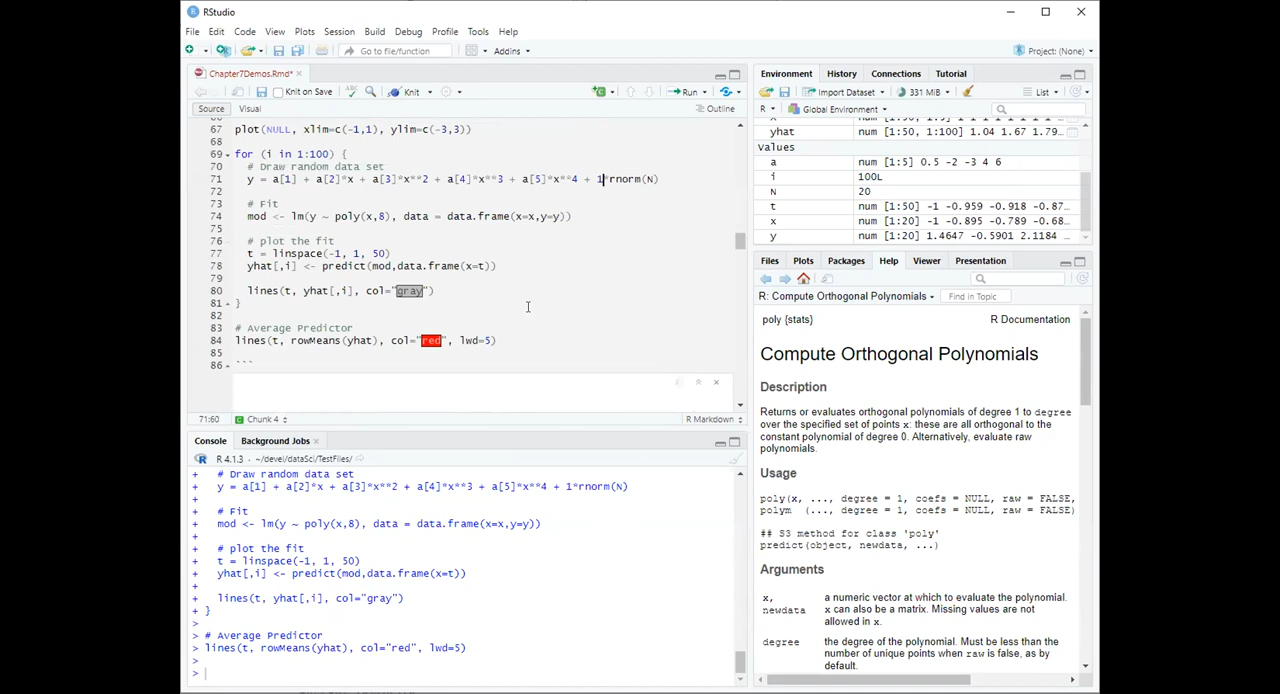 RStudio
File Edit Code View Plots Session Build Debug Profile Tools Help
Go to file/function
Addins
Project: (None)
Chapter7Demos.Rmd*
Knit on Save
Knit
Run
Source Visual
Outline
67 plot(NULL, xlim=c(-1,1), ylim=c(-3,3))
68
69 for (i in 1:100) {
70 # Draw random data set
71 y = a[1] + a[2]*x + a[3]*x**2 + a[4]*x**3 + a[5]*x**4 + 1*rnorm(N)
72
73 # Fit
74 mod <- lm(y ~ poly(x,8), data = data.frame(x=x,y=y))
75
76 # plot the fit
77 t = linspace(-1, 1, 50)
78 yhat[,i] <- predict(mod,data.frame(x=t))
79
80 lines(t, yhat[,i], col="gray")
81 }
82
83 # Average Predictor
84 lines(t, rowMeans(yhat), col="red", lwd=5)
85
86 ```
71:60 Chunk 4 R Markdown
Console Background Jobs
R 4.1.3 · ~/devel/dataSci/TestFiles/
+ # Draw random data set
+ y = a[1] + a[2]*x + a[3]*x**2 + a[4]*x**3 + a[5]*x**4 + 1*rnorm(N)
+
+ # Fit
+ mod <- lm(y ~ poly(x,8), data = data.frame(x=x,y=y))
+
+ # plot the fit
+ t = linspace(-1, 1, 50)
+ yhat[,i] <- predict(mod,data.frame(x=t))
+
+ lines(t, yhat[,i], col="gray")
+ }
>
> # Average Predictor
> lines(t, rowMeans(yhat), col="red", lwd=5)
>
>
Environment History Connections Tutorial
Import Dataset 331 MiB List
R Global Environment
yhat num [1:50, 1:100] 1.04 1.67 1.79…
Values
a num [1:5] 0.5 -2 -3 4 6
i 100L
N 20
t num [1:50] -1 -0.959 -0.918 -0.87…
x num [1:20] -1 -0.895 -0.789 -0.68…
y num [1:20] 1.4647 -0.5901 2.1184 …
Files Plots Packages Help Viewer Presentation
R: Compute Orthogonal Polynomials Find in Topic
poly {stats} R Documentation
Compute Orthogonal Polynomials
Description
Returns or evaluates orthogonal polynomials of degree 1 to degree
over the specified set of points x: these are all orthogonal to the
constant polynomial of degree 0. Alternatively, evaluate raw
polynomials.
Usage
poly(x, ..., degree = 1, coefs = NULL, raw = FALSE,
polym (..., degree = 1, coefs = NULL, raw = FALSE)
## S3 method for class 'poly'
predict(object, newdata, ...)
Arguments
x, a numeric vector at which to evaluate the polynomial.
newdata x can also be a matrix. Missing values are not
allowed in x.
degree the degree of the polynomial. Must be less than the
number of unique points when raw is false, as by
default.